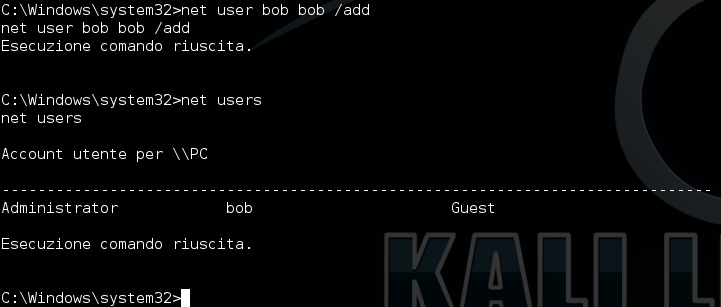 C:\Windows\system32>net user bob bob /add
net user bob bob /add
Esecuzione comando riuscita.
C:\Windows\system32>net users
net users
Account utente per \\PC
-------------------------------------------------------------------------------
Administrator bob Guest
Esecuzione comando riuscita.
KALI L
C:\Windows\system32>